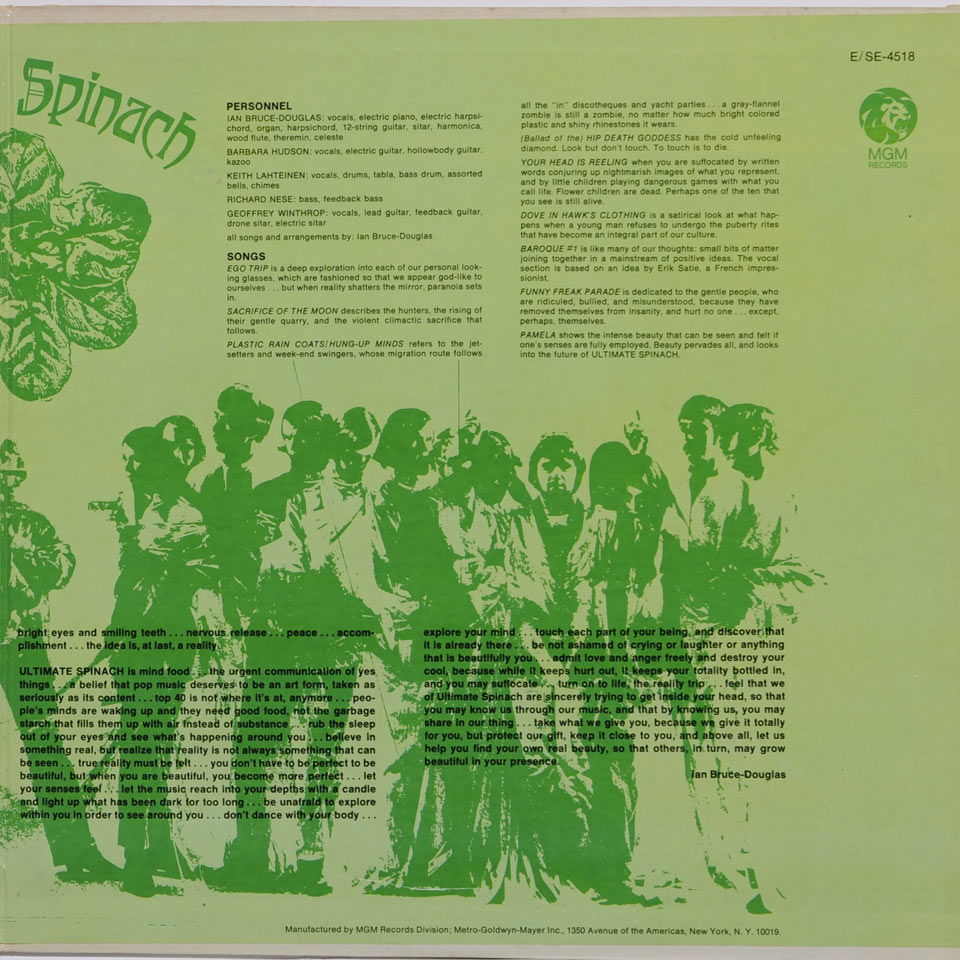 Spinach
E/SE-4518
MGM
RECORDS
PERSONNEL
IAN BRUCE-DOUGLAS: vocals, electric piano, electric harpsi-
chord, organ, harpsichord, 12-string guitar, sitar, harmonica,
wood flute, theremin, celeste
BARBARA HUDSON: vocals, electric guitar, hollowbody guitar,
kazoo
KEITH LAHTEINEN: vocals, drums, tabla, bass drum, assorted
bells, chimes
RICHARD NESE: bass, feedback bass
GEOFFREY WINTHROP: vocals, lead guitar, feedback guitar,
drone sitar, electric sitar
all songs and arrangements by: Ian Bruce-Douglas
SONGS
EGO TRIP is a deep exploration into each of our personal look-
ing glasses, which are fashioned so that we appear god-like to
ourselves . . . but when reality shatters the mirror, paranoia sets
in.
SACRIFICE OF THE MOON describes the hunters, the rising of
their gentle quarry, and the violent climactic sacrifice that
follows.
PLASTIC RAIN COATS/HUNG-UP MINDS refers to the jet-
setters and week-end swingers, whose migration route follows
all the "in" discotheques and yacht parties . . . a gray-flannel
zombie is still a zombie, no matter how much bright colored
plastic and shiny rhinestones it wears.
(Ballad of the) HIP DEATH GODDESS has the cold unfeeling
diamond. Look but don't touch. To touch is to die.
YOUR HEAD IS REELING when you are suffocated by written
words conjuring up nightmarish images of what you represent,
and by little children playing dangerous games with what you
call life. Flower children are dead. Perhaps one of the ten that
you see is still alive.
DOVE IN HAWK'S CLOTHING is a satirical look at what hap-
pens when a young man refuses to undergo the puberty rites
that have become an integral part of our culture.
BAROQUE #1 is like many of our thoughts: small bits of matter
joining together in a mainstream of positive ideas. The vocal
section is based on an idea by Erik Satie, a French impres-
sionist.
FUNNY FREAK PARADE is dedicated to the gentle people, who
are ridiculed, bullied, and misunderstood, because they have
removed themselves from insanity, and hurt no one . . . except,
perhaps, themselves.
PAMELA shows the intense beauty that can be seen and felt if
one's senses are fully employed. Beauty pervades all, and looks
into the future of ULTIMATE SPINACH.
bright eyes and smiling teeth . . . nervous release . . . peace . . . accom-
plishment . . . the idea is, at last, a reality.
ULTIMATE SPINACH is mind food . . . the urgent communication of yes
things . . . a belief that pop music deserves to be an art form, taken as
seriously as its content . . . top 40 is not where it's at, anymore . . . peo-
ple's minds are waking up and they need good food, not the garbage
starch that fills them up with air instead of substance . . . rub the sleep
out of your eyes and see what's happening around you . . . believe in
something real, but realize that reality is not always something that can
be seen . . . true reality must be felt . . . you don't have to be perfect to be
beautiful, but when you are beautiful, you become more perfect . . . let
your senses feel . . . let the music reach into your depths with a candle
and light up what has been dark for too long . . . be unafraid to explore
within you in order to see around you . . . don't dance with your body . . .
explore your mind . . . touch each part of your being, and discover that
it is already there . . . be not ashamed of crying or laughter or anything
that is beautifully you . . . admit love and anger freely and destroy your
cool, because while it keeps hurt out, it keeps your totality bottled in,
and you may suffocate . . . turn on to life, the reality trip . . . feel that we
of Ultimate Spinach are sincerely trying to get inside your head, so that
you may know us through our music, and that by knowing us, you may
share in our thing . . . take what we give you, because we give it totally
for you, but protect our gift, keep it close to you, and above all, let us
help you find your own real beauty, so that others, in turn, may grow
beautiful in your presence.
Ian Bruce-Douglas
Manufactured by MGM Records Division; Metro-Goldwyn-Mayer Inc., 1350 Avenue of the Americas, New York, N. Y. 10019.